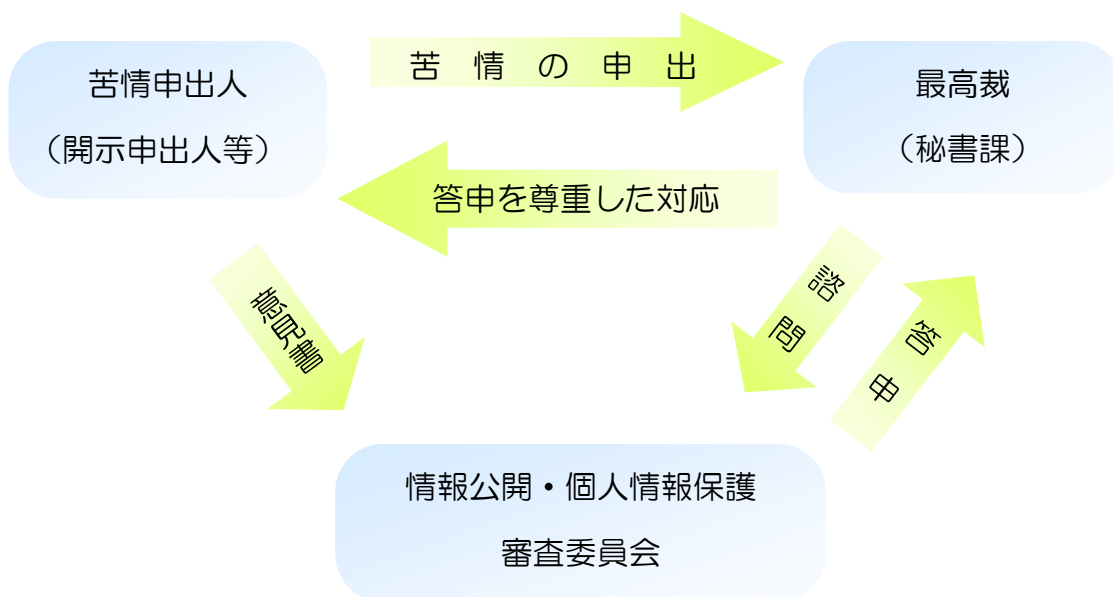 苦情申出人
（開示申出人等）
苦情の申出
最高裁
（秘書課）
答申を尊重した対応
意見書
諮問
答申
情報公開・個人情報保護
審査委員会